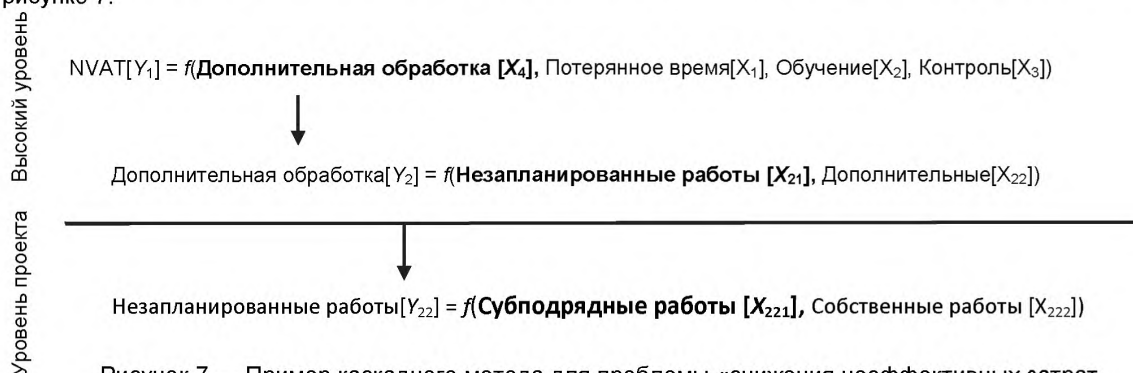 рисунке 7.
Высокий уровень
NVAT[Y₁] = f(Дополнительная обработка [X₄], Потерянное время[X₁], Обучение[X₂], Контроль[X₃])
Дополнительная обработка[Y₂] = f(Незапланированные работы [X₂₁], Дополнительные[X₂₂])
Уровень проекта
Незапланированные работы[Y₂₂] = f(Субподрядные работы [X₂₂₁], Собственные работы [X₂₂₂])
Рисунок 7 — Пример каскадного метода для проблемы «снижения неэффективных затрат